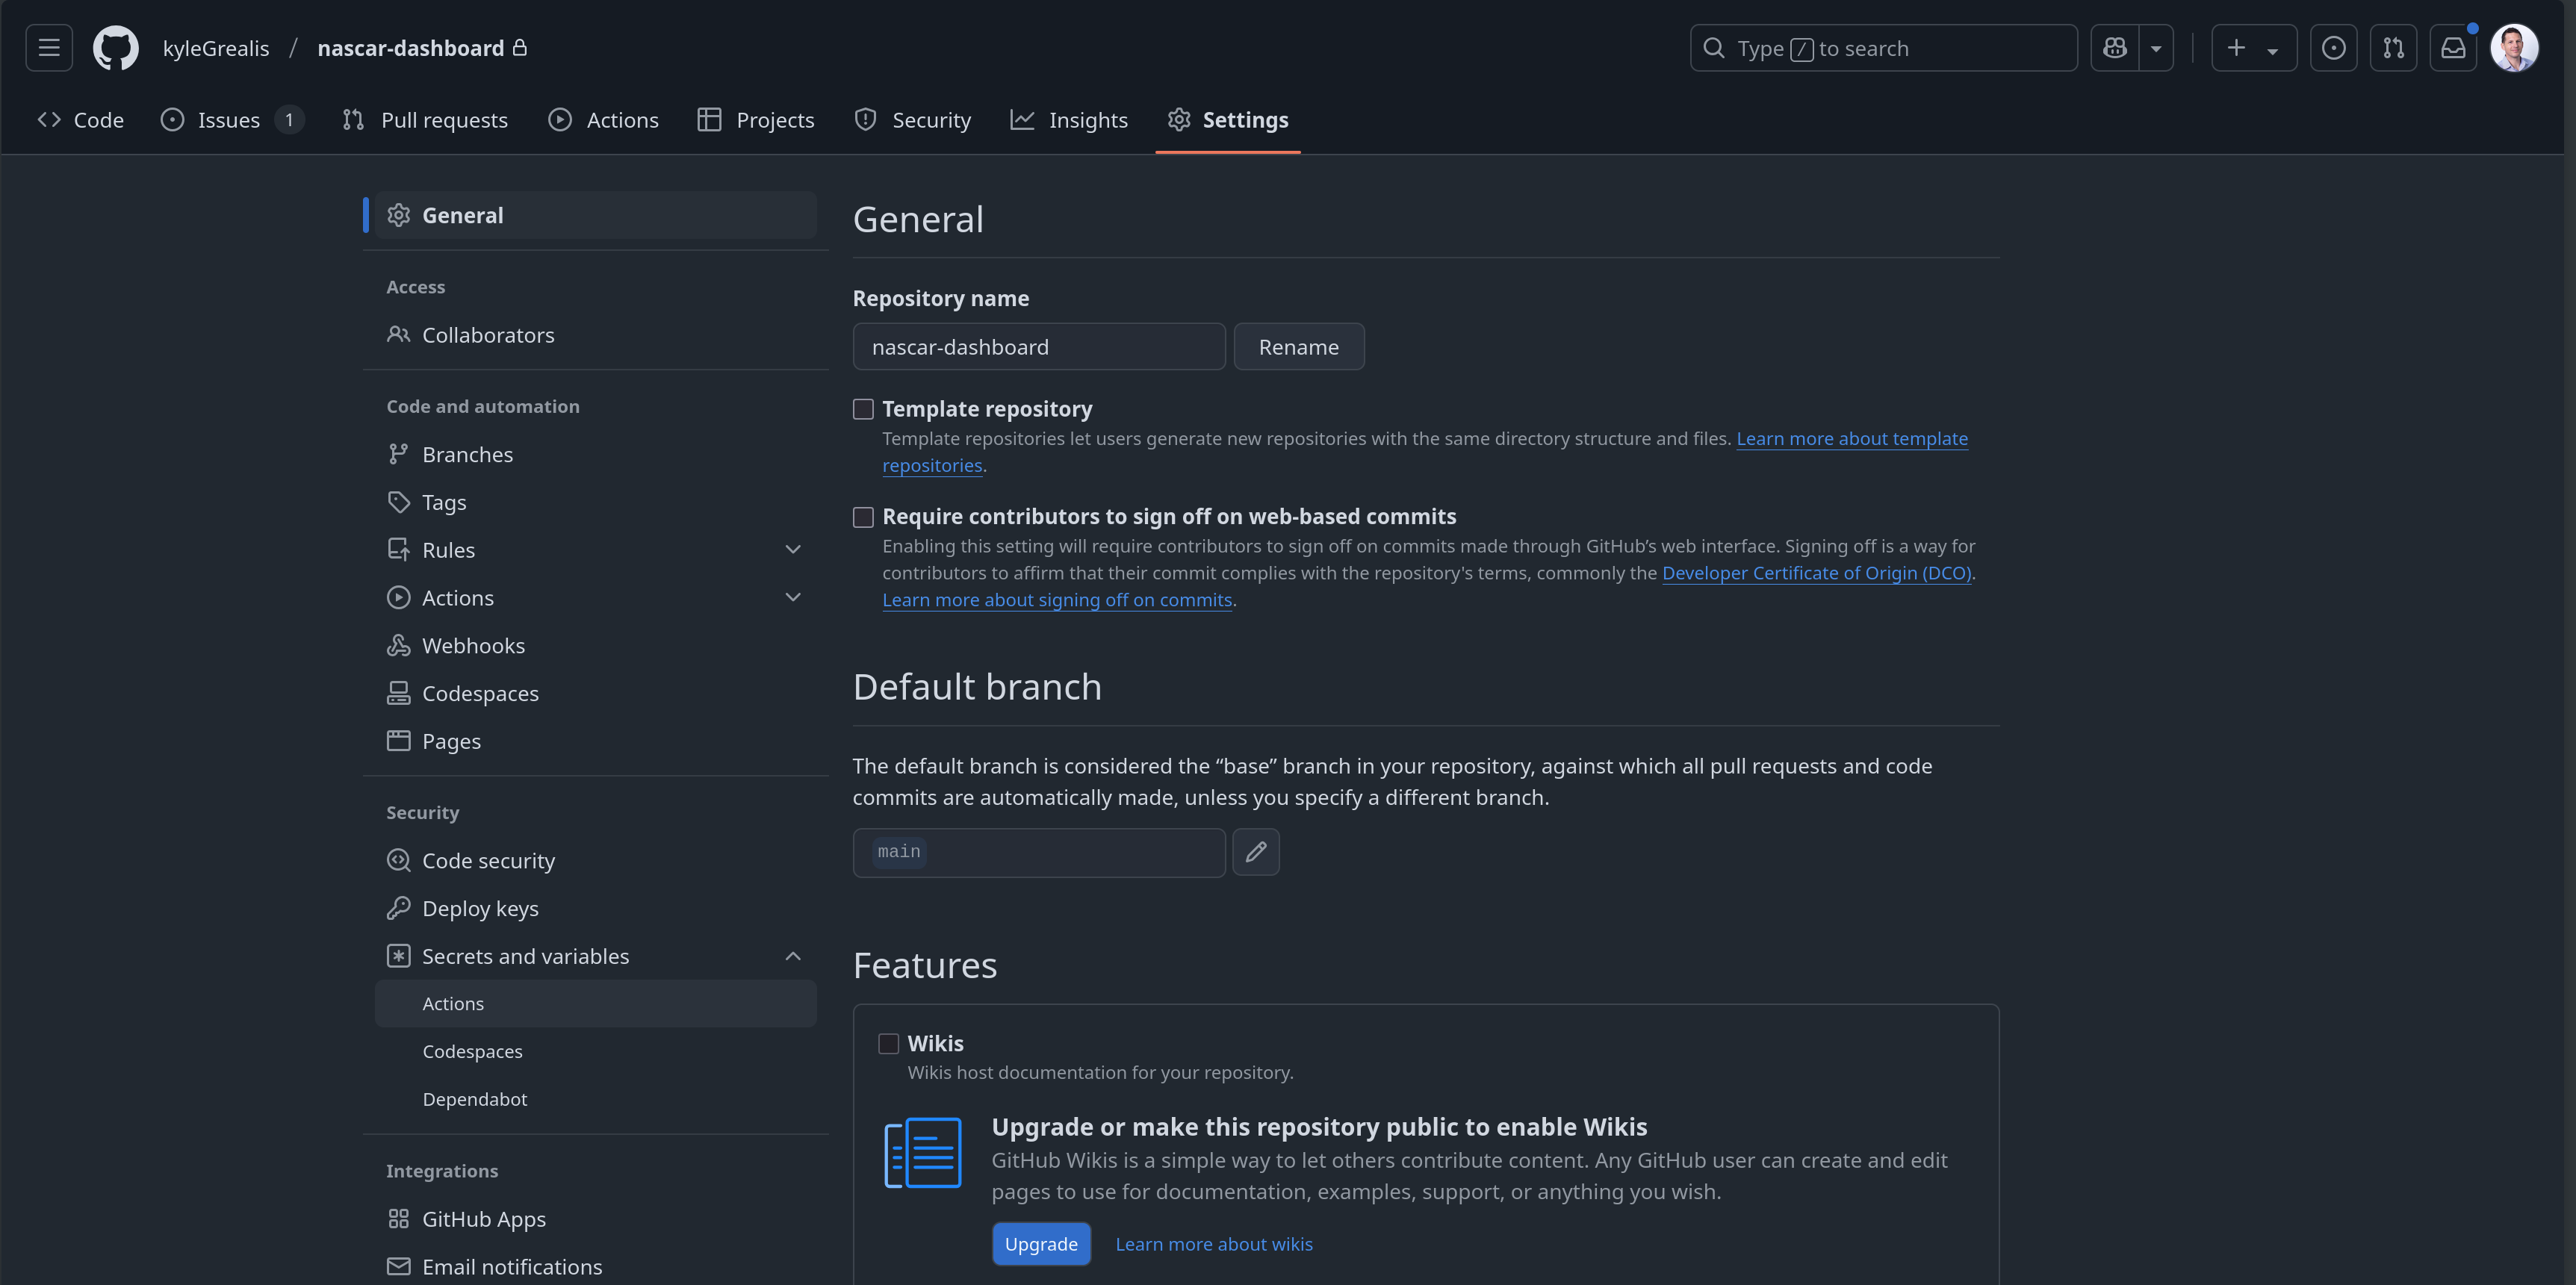 kyleGrealis / nascar-dashboard
Type / to search
Code
Issues 1
Pull requests
Actions
Projects
Security
Insights
Settings
General
Access
Collaborators
Code and automation
Branches
Tags
Rules
Actions
Webhooks
Codespaces
Pages
Security
Code security
Deploy keys
Secrets and variables
Actions
Codespaces
Dependabot
Integrations
GitHub Apps
Email notifications
General
Repository name
nascar-dashboard
Rename
Template repository
Template repositories let users generate new repositories with the same directory structure and files. Learn more about template
repositories.
Require contributors to sign off on web-based commits
Enabling this setting will require contributors to sign off on commits made through GitHub’s web interface. Signing off is a way for
contributors to affirm that their commit complies with the repository's terms, commonly the Developer Certificate of Origin (DCO).
Learn more about signing off on commits.
Default branch
The default branch is considered the “base” branch in your repository, against which all pull requests and code
commits are automatically made, unless you specify a different branch.
main
Features
Wikis
Wikis host documentation for your repository.
Upgrade or make this repository public to enable Wikis
GitHub Wikis is a simple way to let others contribute content. Any GitHub user can create and edit
pages to use for documentation, examples, support, or anything you wish.
Upgrade
Learn more about wikis